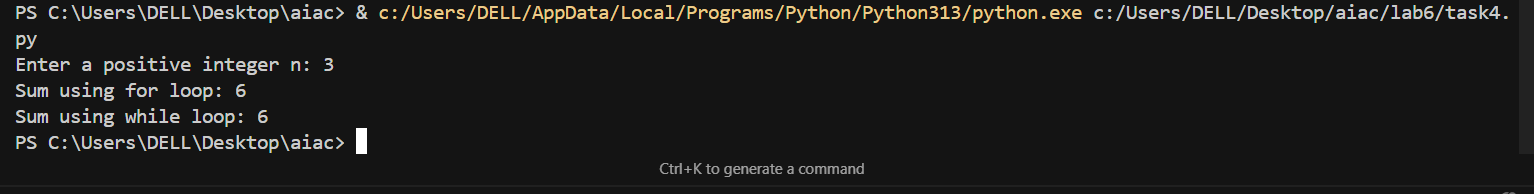 PS C:\Users\DELL\Desktop\aiac> & c:/Users/DELL/AppData/Local/Programs/Python/Python313/python.exe c:/Users/DELL/Desktop/aiac/lab6/task4.
py
Enter a positive integer n: 3
Sum using for loop: 6
Sum using while loop: 6
PS C:\Users\DELL\Desktop\aiac>
Ctrl+K to generate a command